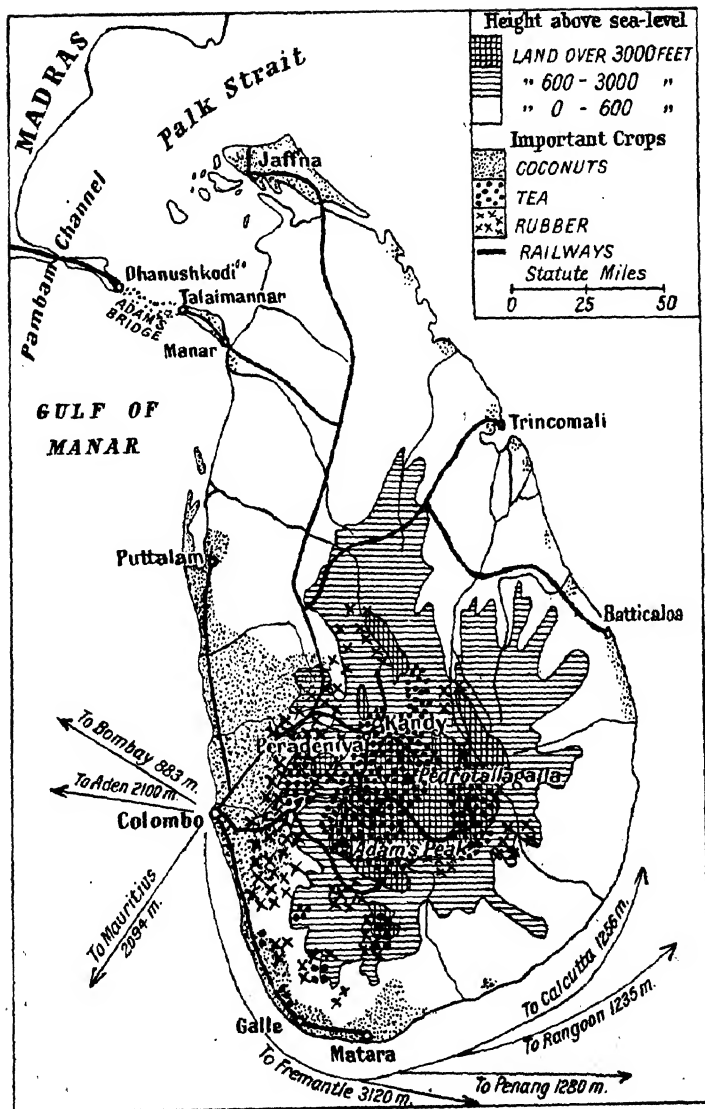 Height above sea-level
LAND OVER 3000 FEET
" 600 - 3000 "
" 0 - 600 "
Important Crops
COCONUTS
TEA
RUBBER
RAILWAYS
Statute Miles
0 25 50
MADRAS
Palk Strait
Jaffna
Pambam Channel
Dhanushkodi
ADAM'S
BRIDGE
Talaimannar
Manar
GULF OF
MANAR
Trincomali
Puttalam
Batticaloa
Kandy
Peradeniya
Pedrotallagalla
To Bombay 883 m.
To Aden 2100 m.
Colombo
Adam's Peak
To Mauritius
2094 m.
To Calcutta 1256 m.
To Rangoon 1235 m.
Galle
Matara
To Fremantle 3120 m.
To Penang 1280 m.